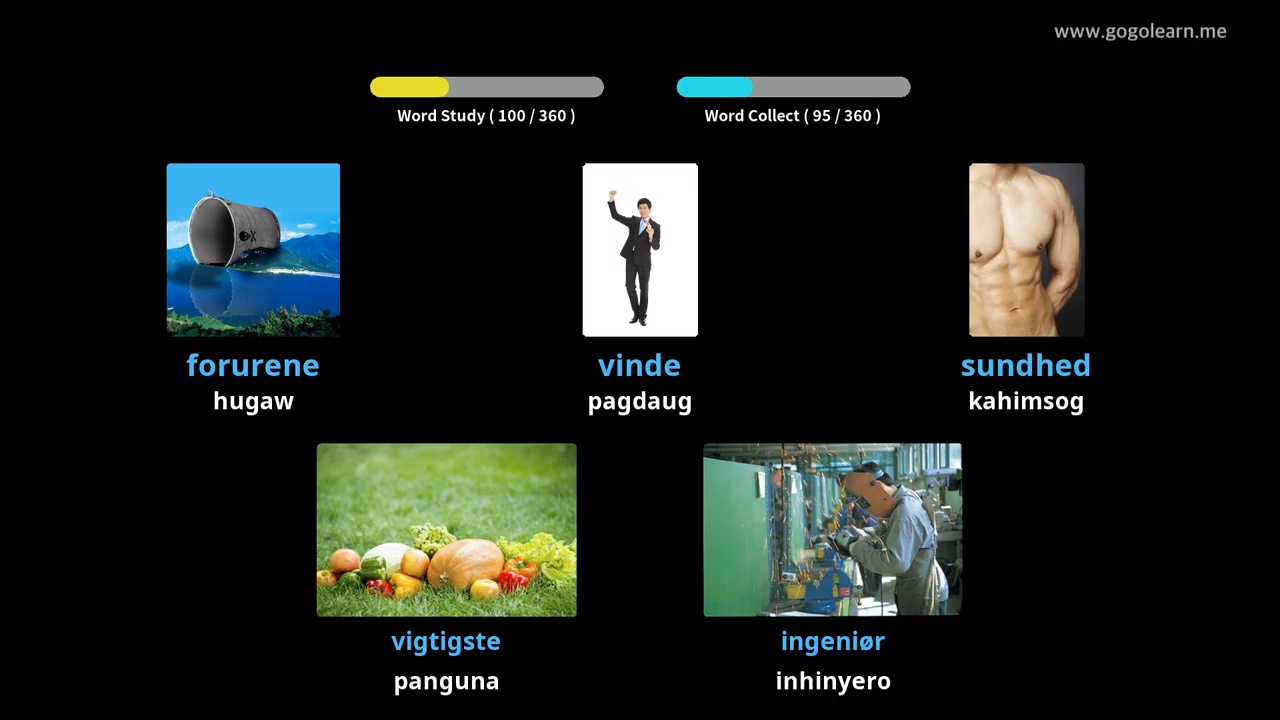 www.gogolearn.me
Word Study ( 100 / 360 )
Word Collect ( 95 / 360 )
forurene
hugaw
vinde
pagdaug
sundhed
kahimsog
vigtigste
panguna
ingeniør
inhinyero